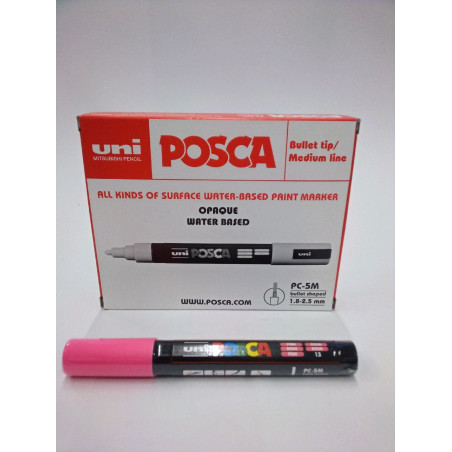 uni
MITSUBISHI PENCIL
POSCA
Bullet tip/
Medium line
ALL KINDS OF SURFACE WATER-BASED PAINT MARKER
OPAQUE
WATER BASED
uni POSCA
uni
PC-5M
bullet shaped
1.8-2.5 mm
WWW.POSCA.COM
uni POSCA
13
PC-5M